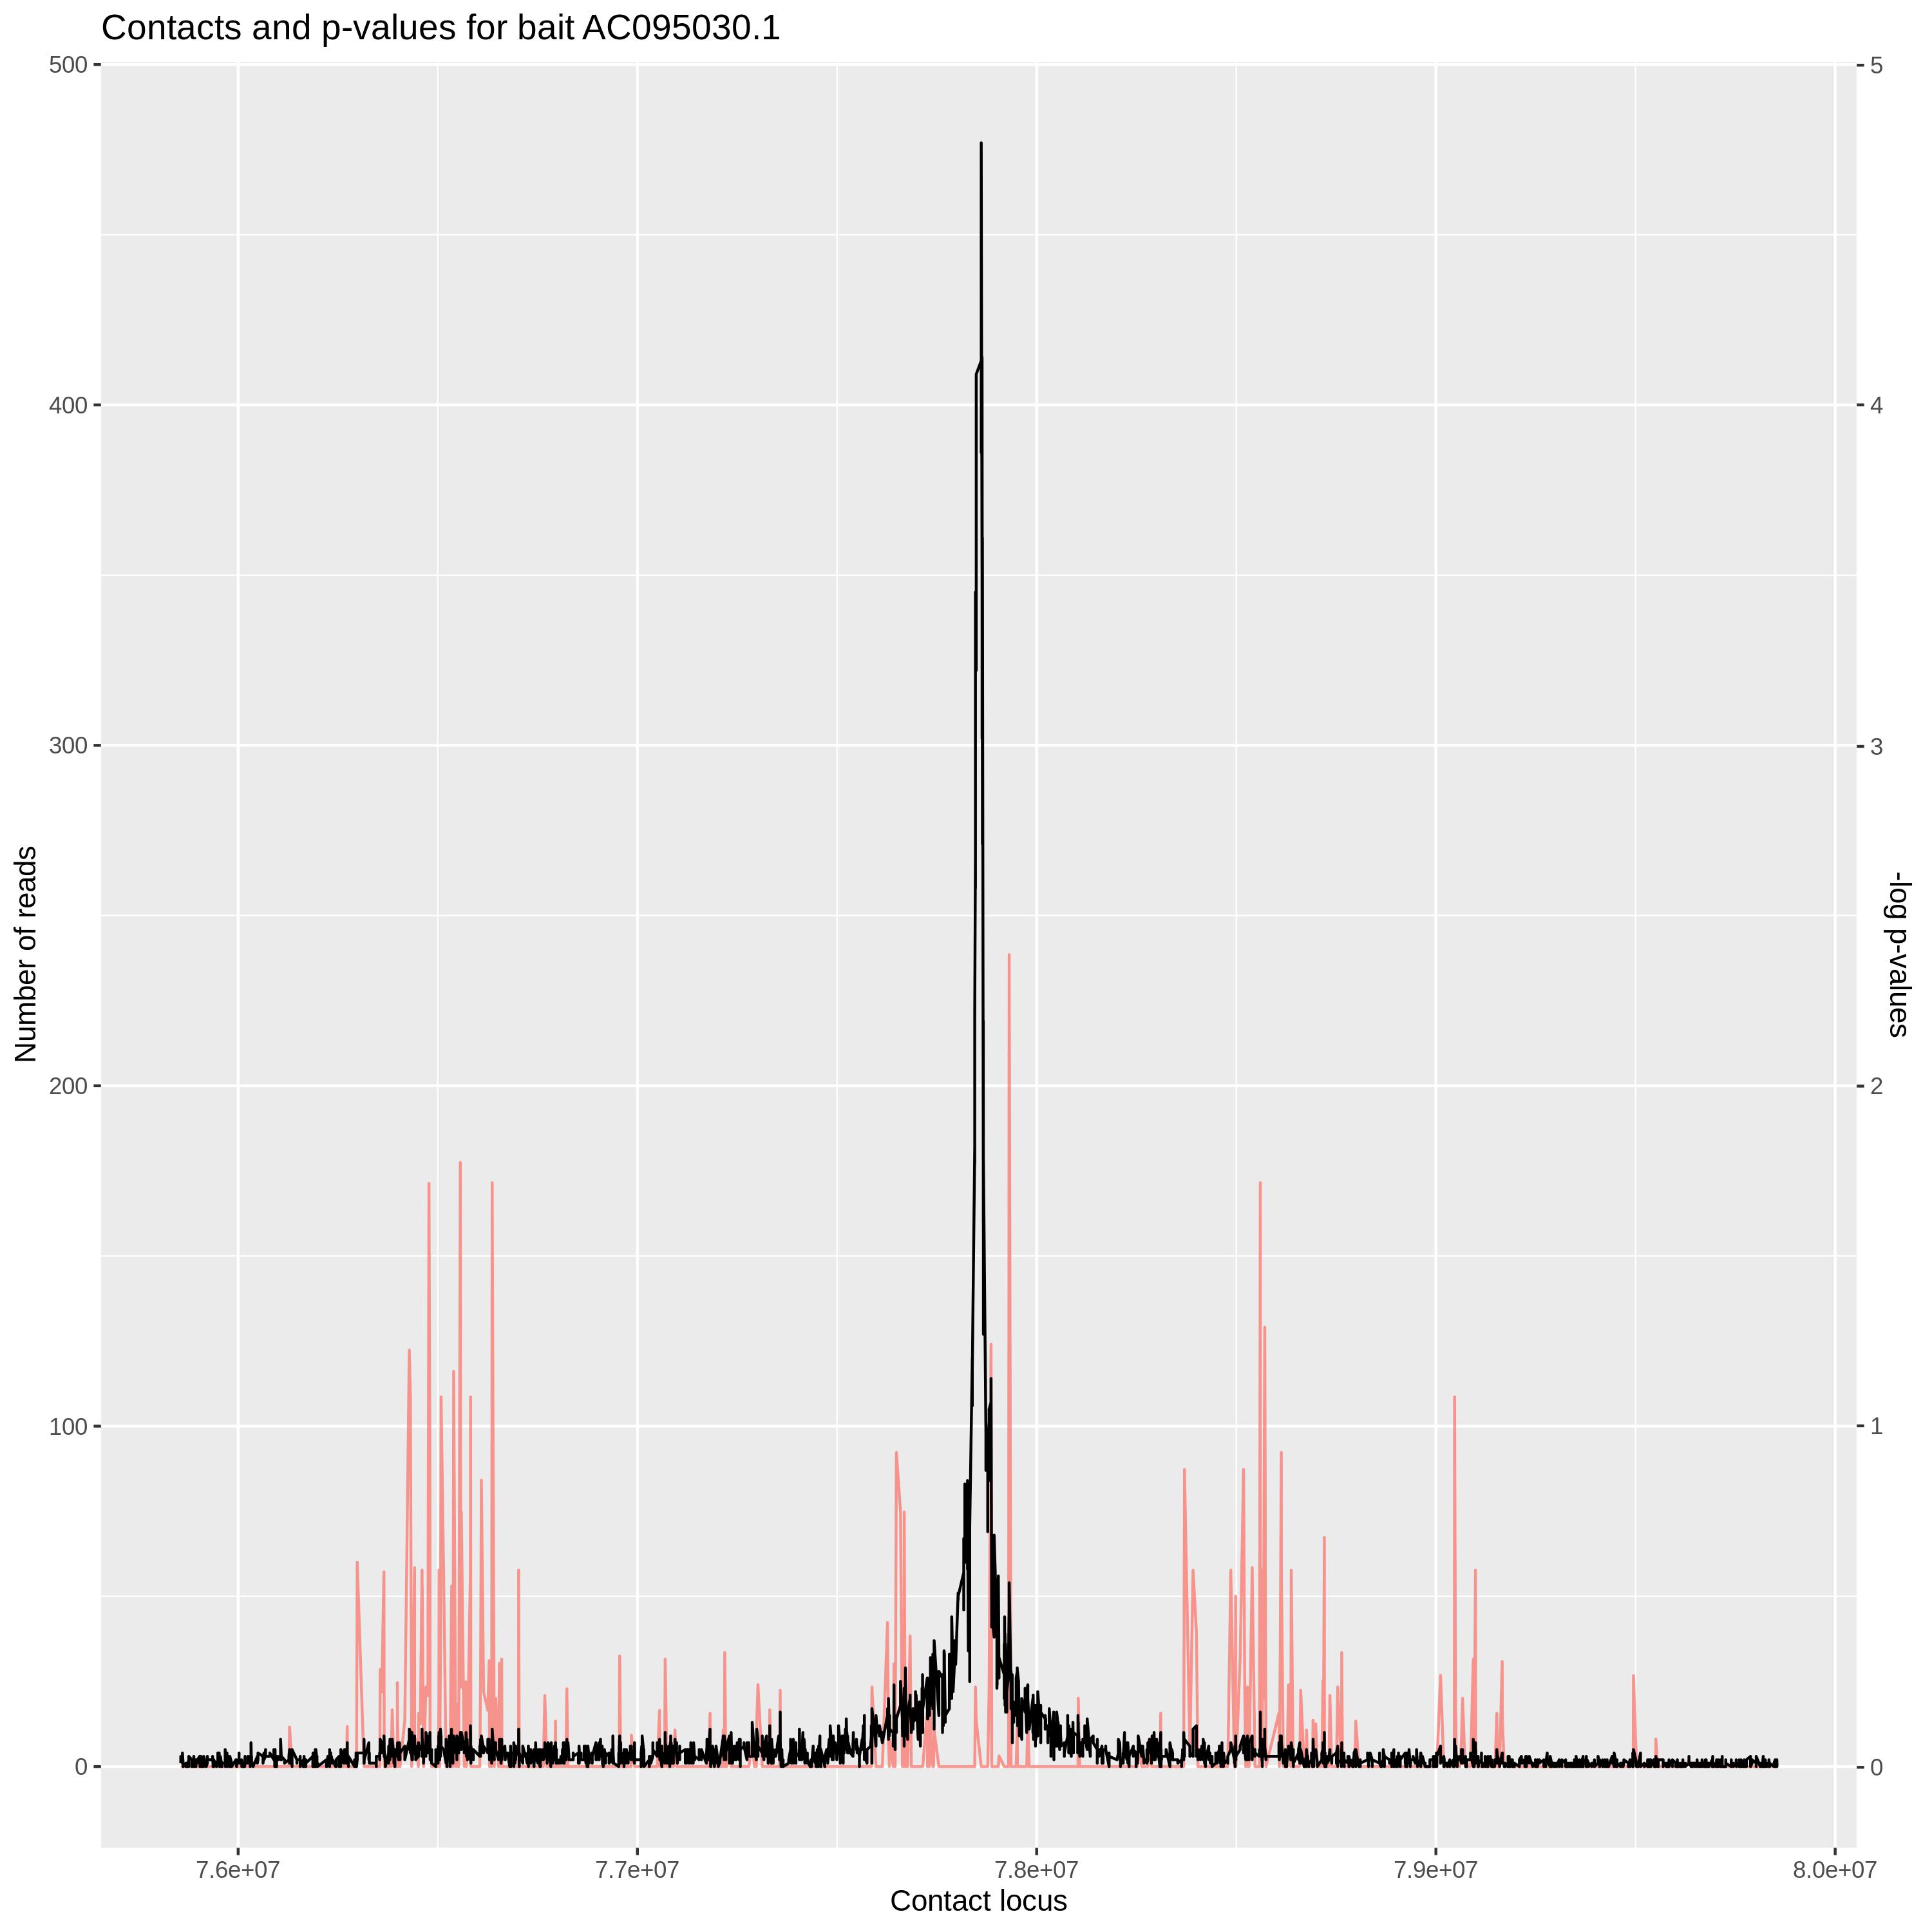 Contacts and p-values for bait AC095030.1
500
400
300
200
100
0
Number of reads
5
4
3
2
1
0
-log p-values
7.6e+07
7.7e+07
7.8e+07
7.9e+07
8.0e+07
Contact locus